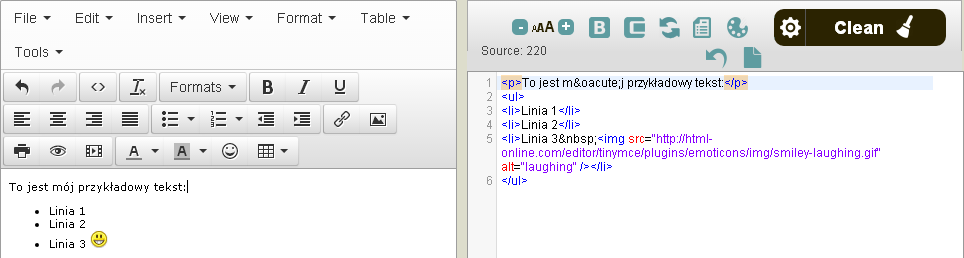 File Edit Insert View Format Table
Tools
Formats B I U
A A
To jest mój przykładowy tekst:
Linia 1
Linia 2
Linia 3
- AAA + B C
Clean
Source: 220
1 <p>To jest m&oacute;j przykładowy tekst:</p>
2 <ul>
3 <li>Linia 1</li>
4 <li>Linia 2</li>
5 <li>Linia 3&nbsp;<img src="http://html-
online.com/editor/tinymce/plugins/emoticons/img/smiley-laughing.gif"
alt="laughing" /></li>
6 </ul>